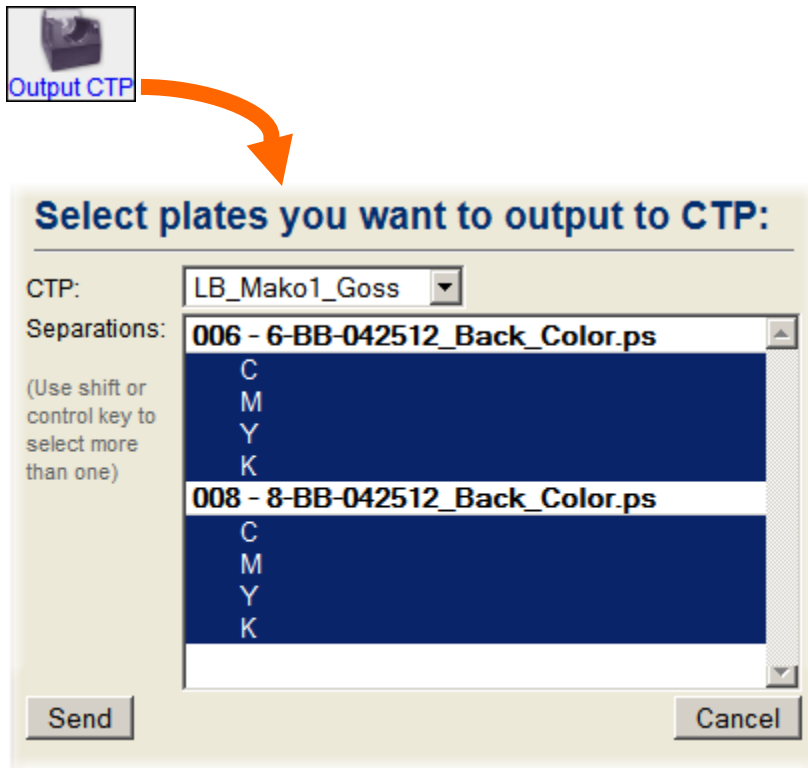 Output CTP
Select plates you want to output to CTP:
CTP:
LB_Mako1_Goss
Separations:
(Use shift or
control key to
select more
than one)
006 - 6-BB-042512_Back_Color.ps
C
M
Y
K
008 - 8-BB-042512_Back_Color.ps
C
M
Y
K
Send
Cancel